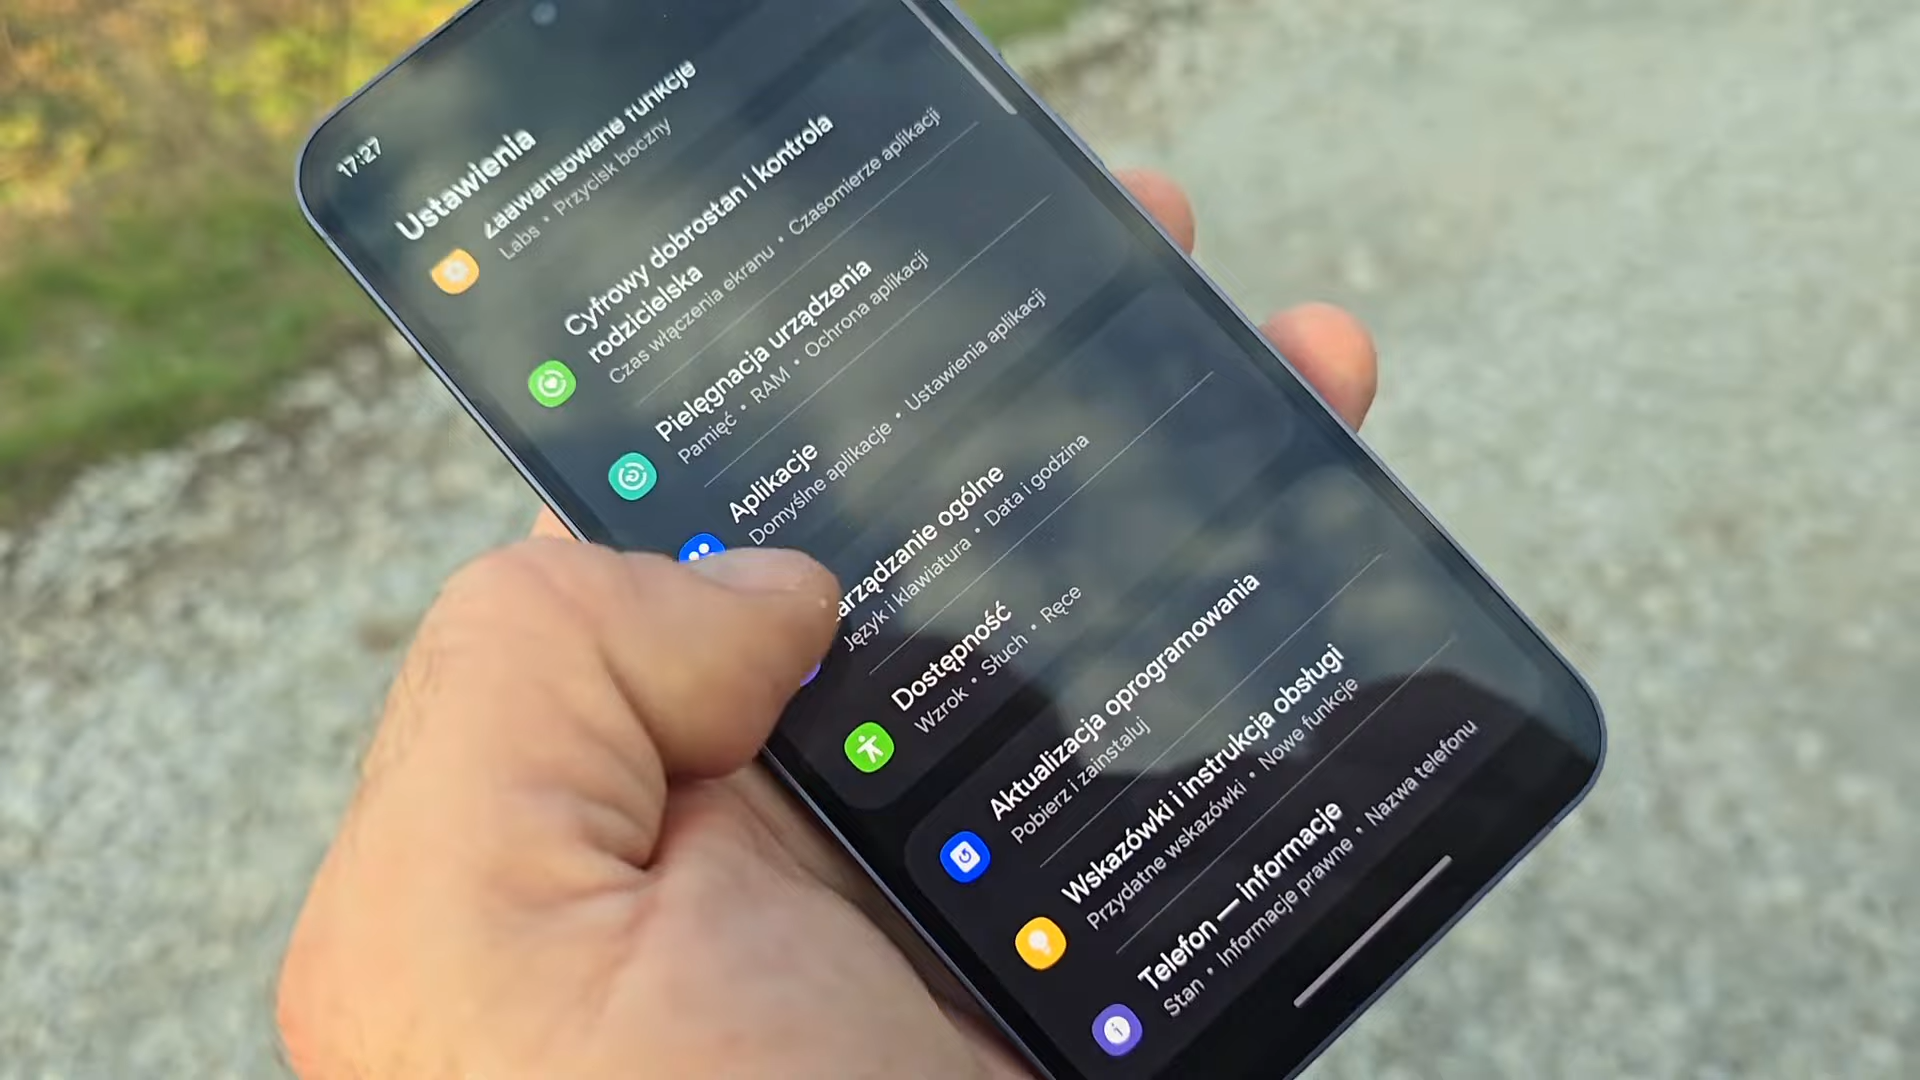 17:27
Ustawienia
Zaawansowane funkcje
Labs • Przycisk boczny
Cyfrowy dobrostan i kontrola
rodzicielska
Czas włączenia ekranu • Czasomierze aplikacji
Pielęgnacja urządzenia
Pamięć • RAM • Ochrona aplikacji
Aplikacje
Domyślne aplikacje • Ustawienia aplikacji
arządzanie ogólne
Język i klawiatura • Data i godzina
Dostępność
Wzrok • Słuch • Ręce
Aktualizacja oprogramowania
Pobierz i zainstaluj
Wskazówki i instrukcja obsługi
Przydatne wskazówki • Nowe funkcje
Telefon — informacje
Stan • Informacje prawne • Nazwa telefonu